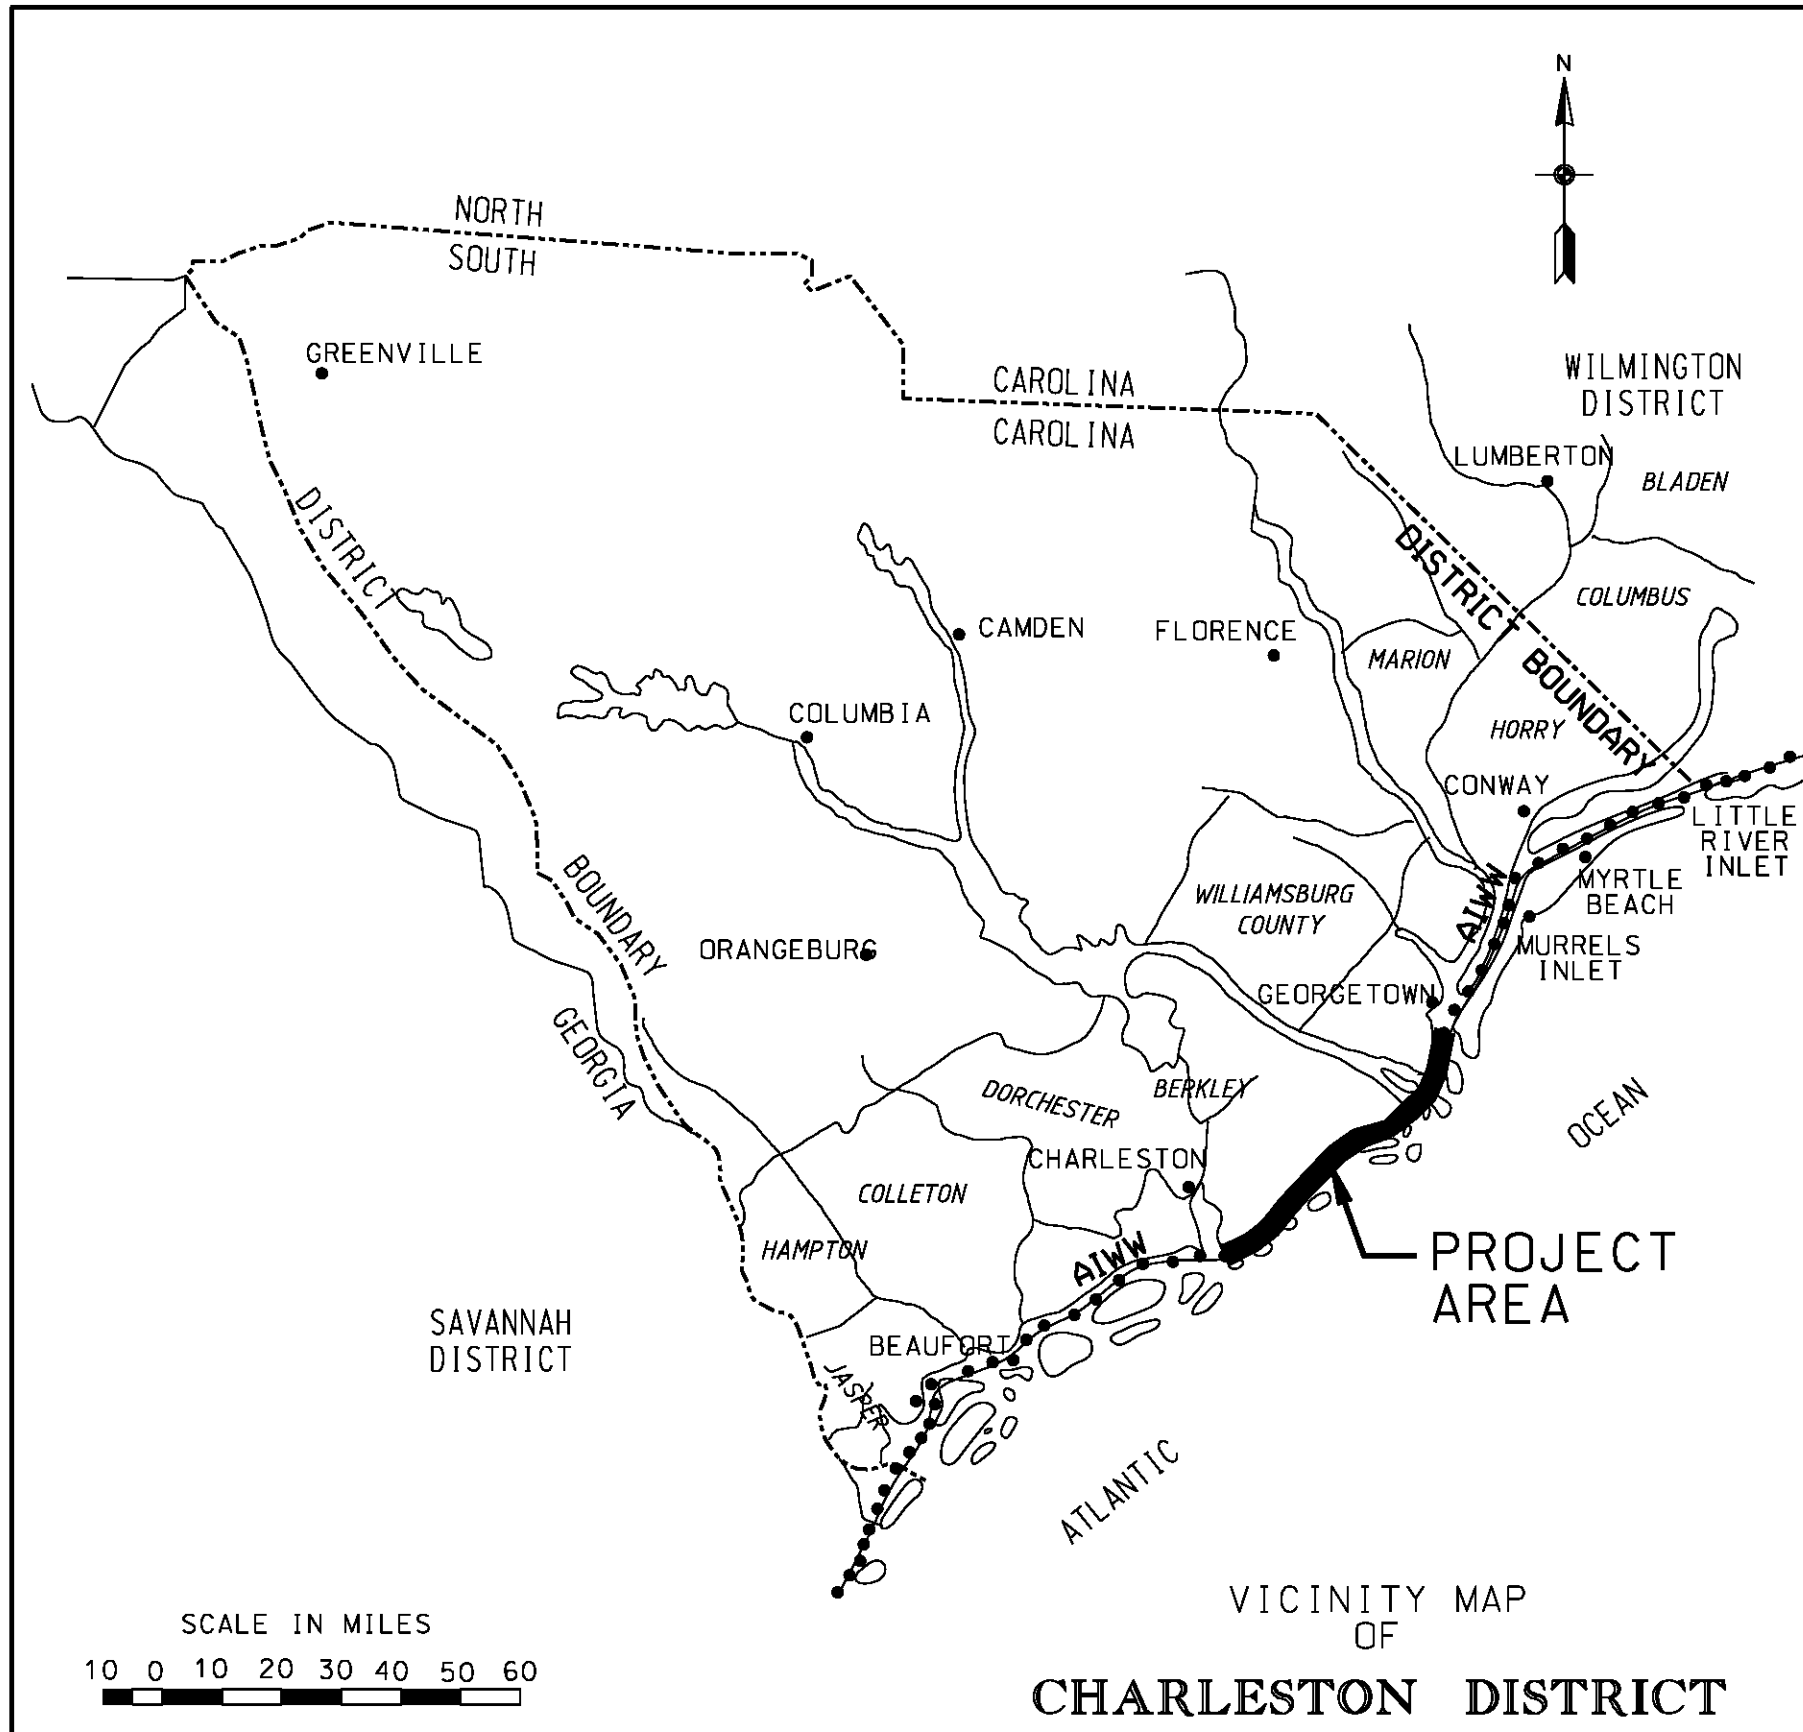 N
NORTH
SOUTH
GREENVILLE
CAROLINA
CAROLINA
WILMINGTON
DISTRICT
LUMBERTON
BLADEN
DISTRICT
DISTRICT BOUNDARY
COLUMBUS
CAMDEN
FLORENCE
MARION
COLUMBIA
HORRY
CONWAY
LITTLE
RIVER
INLET
BOUNDARY
WILLIAMSBURG
COUNTY
AIWW
MYRTLE
BEACH
ORANGEBURG
MURRELS
INLET
GEORGETOWN
GEORGIA
DORCHESTER
BERKLEY
OCEAN
CHARLESTON
COLLETON
HAMPTON
AIWW
PROJECT
AREA
SAVANNAH
DISTRICT
BEAUFORT
JASPER
ATLANTIC
VICINITY MAP
OF
CHARLESTON DISTRICT
SCALE IN MILES
10 0 10 20 30 40 50 60